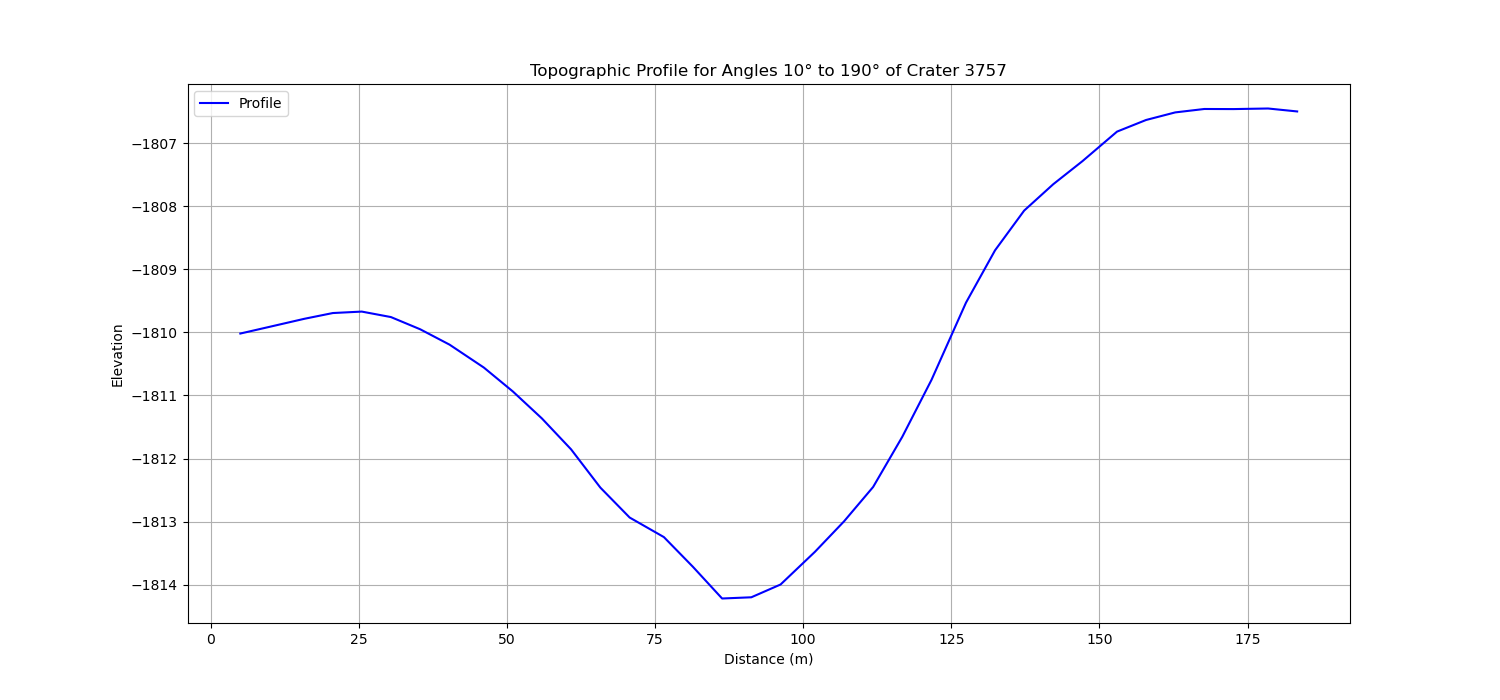 Topographic Profile for Angles 10° to 190° of Crater 3757
Profile
Elevation
−1807
−1808
−1809
−1810
−1811
−1812
−1813
−1814
0 25 50 75 100 125 150 175
Distance (m)